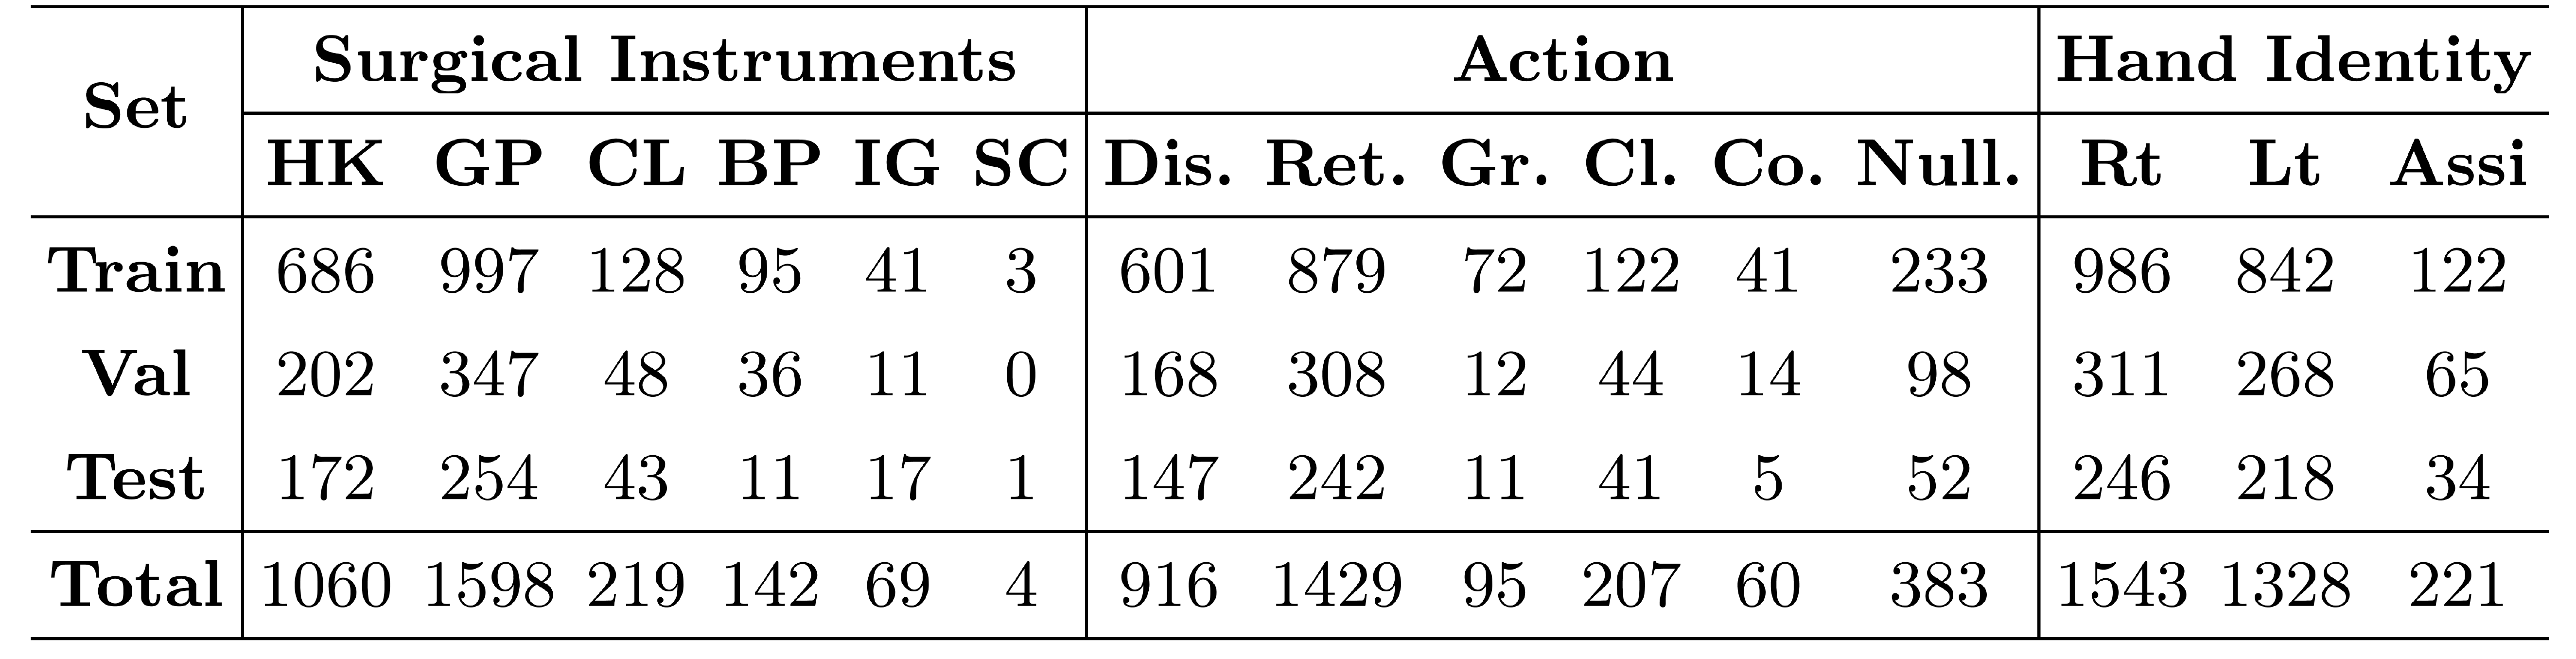 Set Surgical Instruments Action Hand Identity
HK GP CL BP IG SC Dis. Ret. Gr. Cl. Co. Null. Rt Lt Assi
Train 686 997 128 95 41 3 601 879 72 122 41 233 986 842 122
Val 202 347 48 36 11 0 168 308 12 44 14 98 311 268 65
Test 172 254 43 11 17 1 147 242 11 41 5 52 246 218 34
Total 1060 1598 219 142 69 4 916 1429 95 207 60 383 1543 1328 221